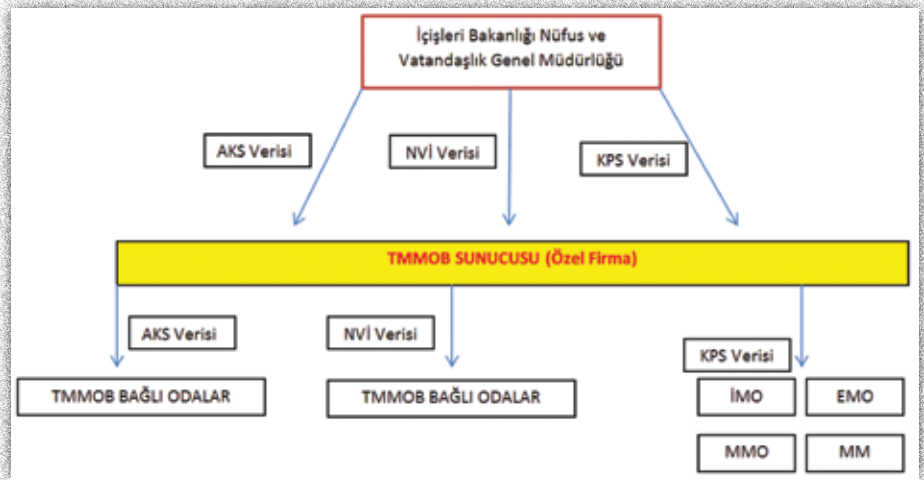 İçişleri Bakanlığı Nüfus ve
Vatandaşlık Genel Müdürlüğü
AKS Verisi
NVİ Verisi
KPS Verisi
TMMOB SUNUCUSU (Özel Firma)
AKS Verisi
NVİ Verisi
KPS Verisi
TMMOB BAĞLI ODALAR
TMMOB BAĞLI ODALAR
İMO
EMO
MMO
MM